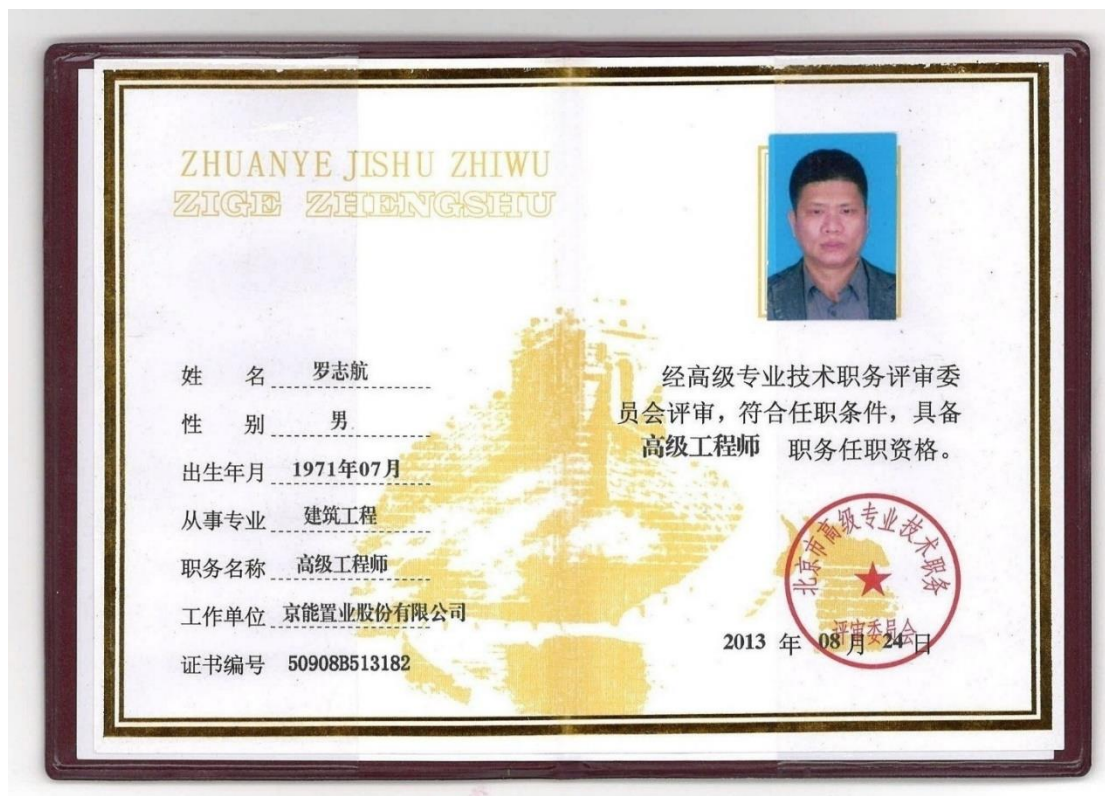 ZHUANYE JISHU ZHIWU
ZIGE ZHENGSHU
姓 名 罗志航
性 别 男
出生年月 1971年07月
从事专业 建筑工程
职务名称 高级工程师
工作单位 京能置业股份有限公司
证书编号 50908B513182
经高级专业技术职务评审委
员会评审，符合任职条件，具备
高级工程师 职务任职资格。
北京市高级专业技术职务
评审委员会
2013 年 08 月 24 日